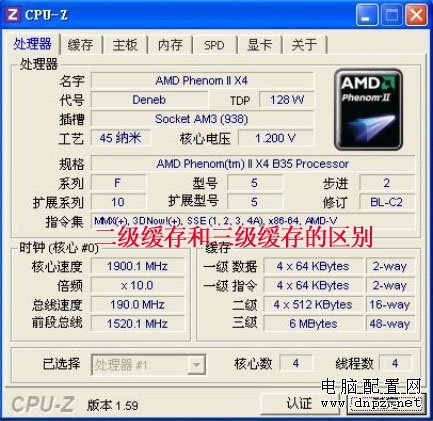 CPU-Z
处理器 缓存 主板 内存 SPD 显卡 关于
处理器
名字 AMD Phenom II X4
代号 Deneb TDP 128 W
插槽 Socket AM3 (938)
工艺 45 纳米 核心电压 1.200 V
AMD
Phenom II
规格 AMD Phenom(tm) II X4 B35 Processor
系列 F 型号 5 步进 2
扩展系列 10 扩展型号 5 修订 BL-C2
指令集 MMX(+), 3DNow!(+), SSE (1, 2, 3, 4A), x86-64, AMD-V
二级缓存和三级缓存的区别
时钟 (核心 #0) 缓存
核心速度 1900.1 MHz 一级 数据 4 x 64 KBytes 2-way
倍频 x 10.0 一级 指令 4 x 64 KBytes 2-way
总线速度 190.0 MHz 二级 4 x 512 KBytes 16-way
前段总线 1520.1 MHz 三级 6 MBytes 48-way
已选择 处理器 #1 核心数 4 线程数 4
CPU-Z 版本 1.59 认证
电脑配置网
www.dnpz.net